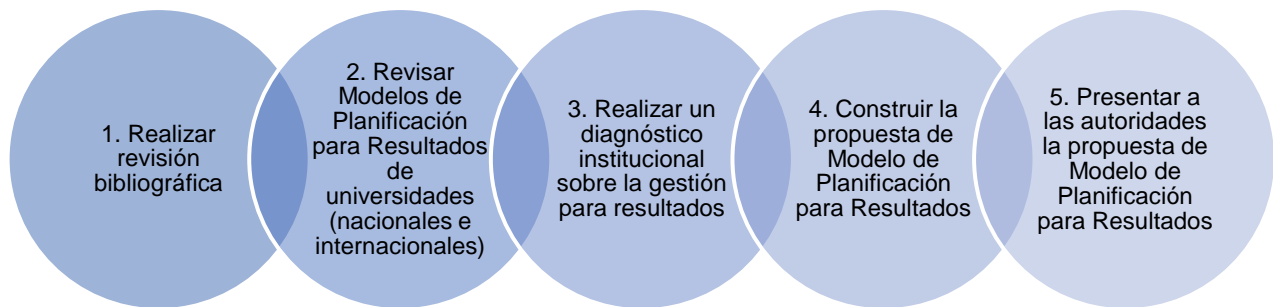 1. Realizar
revisión
bibliográfica
2. Revisar
Modelos de
Planificación
para Resultados
de
universidades
(nacionales e
internacionales)
3. Realizar un
diagnóstico
institucional
sobre la gestión
para resultados
4. Construir la
propuesta de
Modelo de
Planificación
para Resultados
5. Presentar a
las autoridades
la propuesta de
Modelo de
Planificación
para Resultados